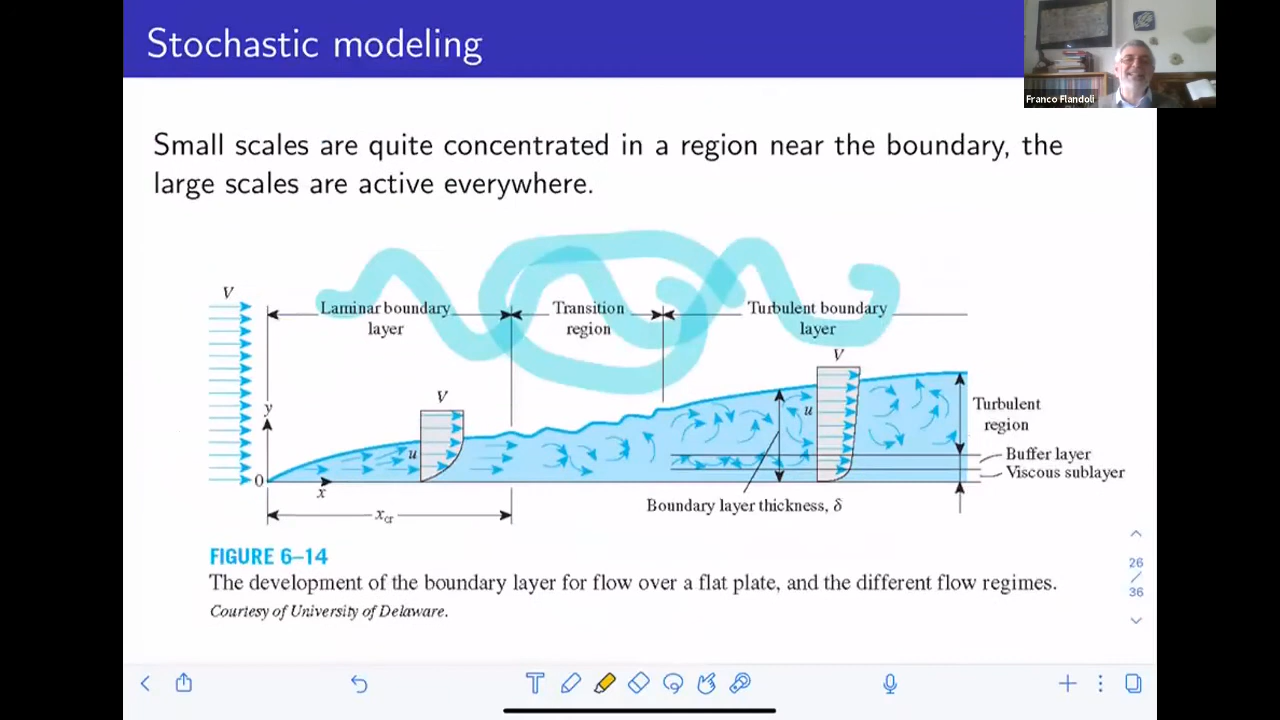 Stochastic modeling
Franco Flandoli
Small scales are quite concentrated in a region near the boundary, the
large scales are active everywhere.
V
Laminar boundary
layer
Transition
region
Turbulent boundary
layer
V
V
y
u
u
Turbulent
region
Buffer layer
Viscous sublayer
0
x
Boundary layer thickness, δ
xcr
FIGURE 6–14
The development of the boundary layer for flow over a flat plate, and the different flow regimes.
Courtesy of University of Delaware.
26
/
36
T